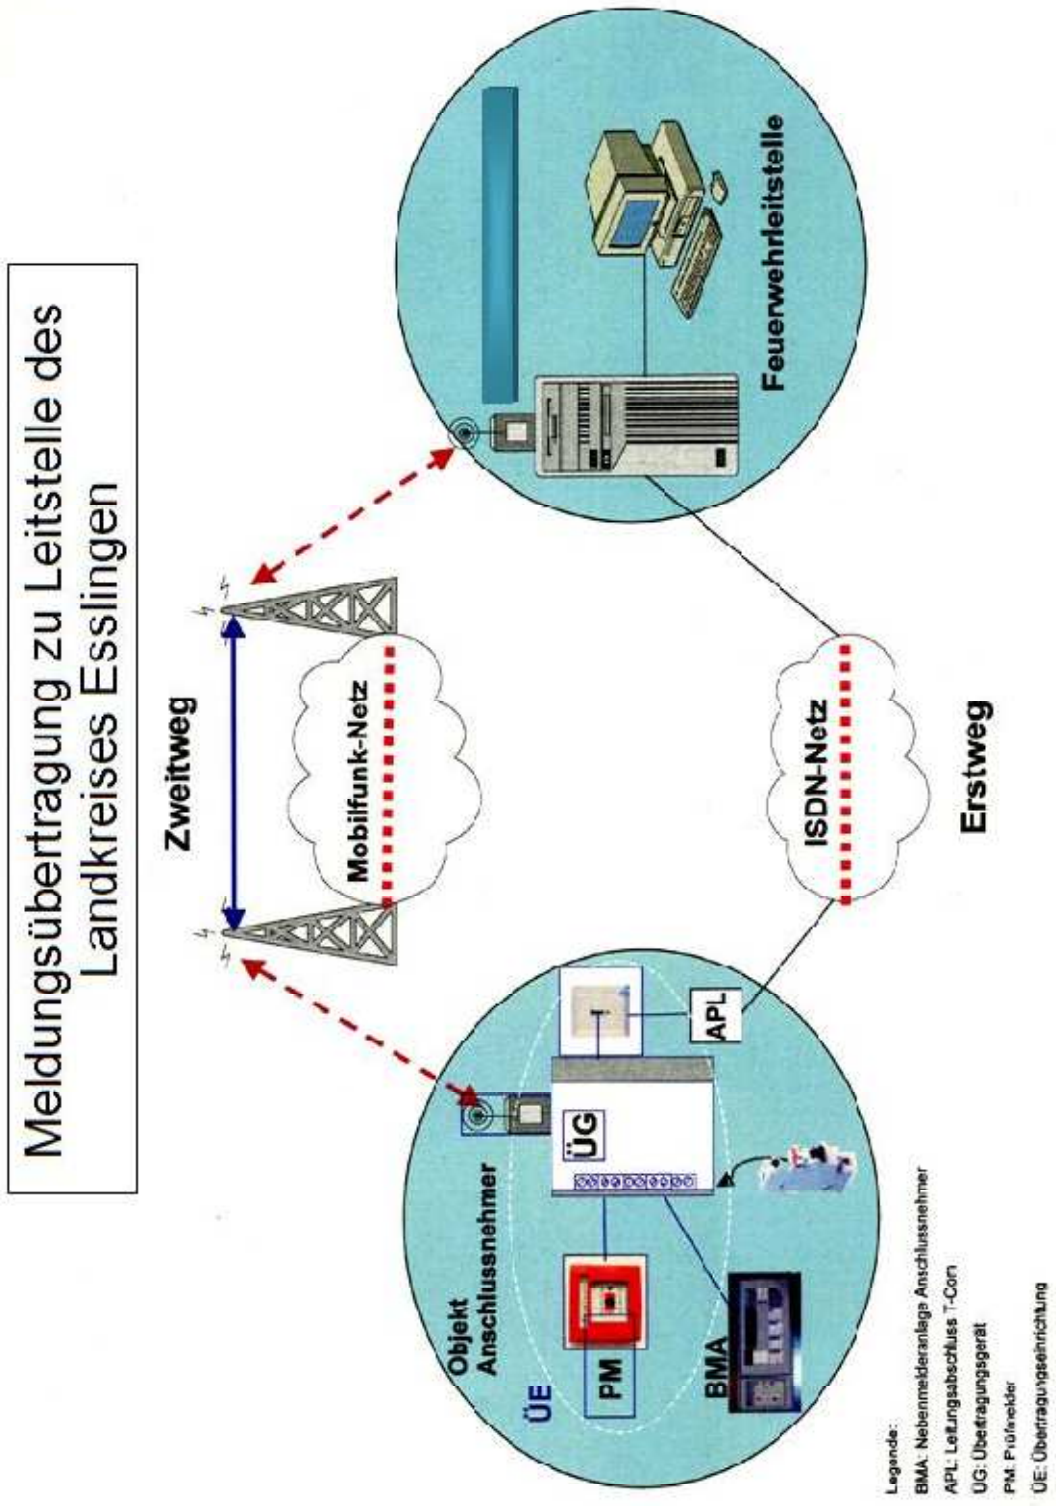 Meldungsübertragung zu Leitstelle des
Landkreises Esslingen
Zweitweg
Mobilfunk-Netz
ISDN-Netz
Erstweg
Objekt
Anschlussnehmer
ÜE
PM
BMA
ÜG
APL
Feuerwehrleitstelle
Legende:
BMA: Nebenmelderanlage Anschlussnehmer
APL: Leitungsabschluss T-Com
ÜG: Übertragungsgerät
PM: Prüfmelder
ÜE: Übertragungseinrichtung